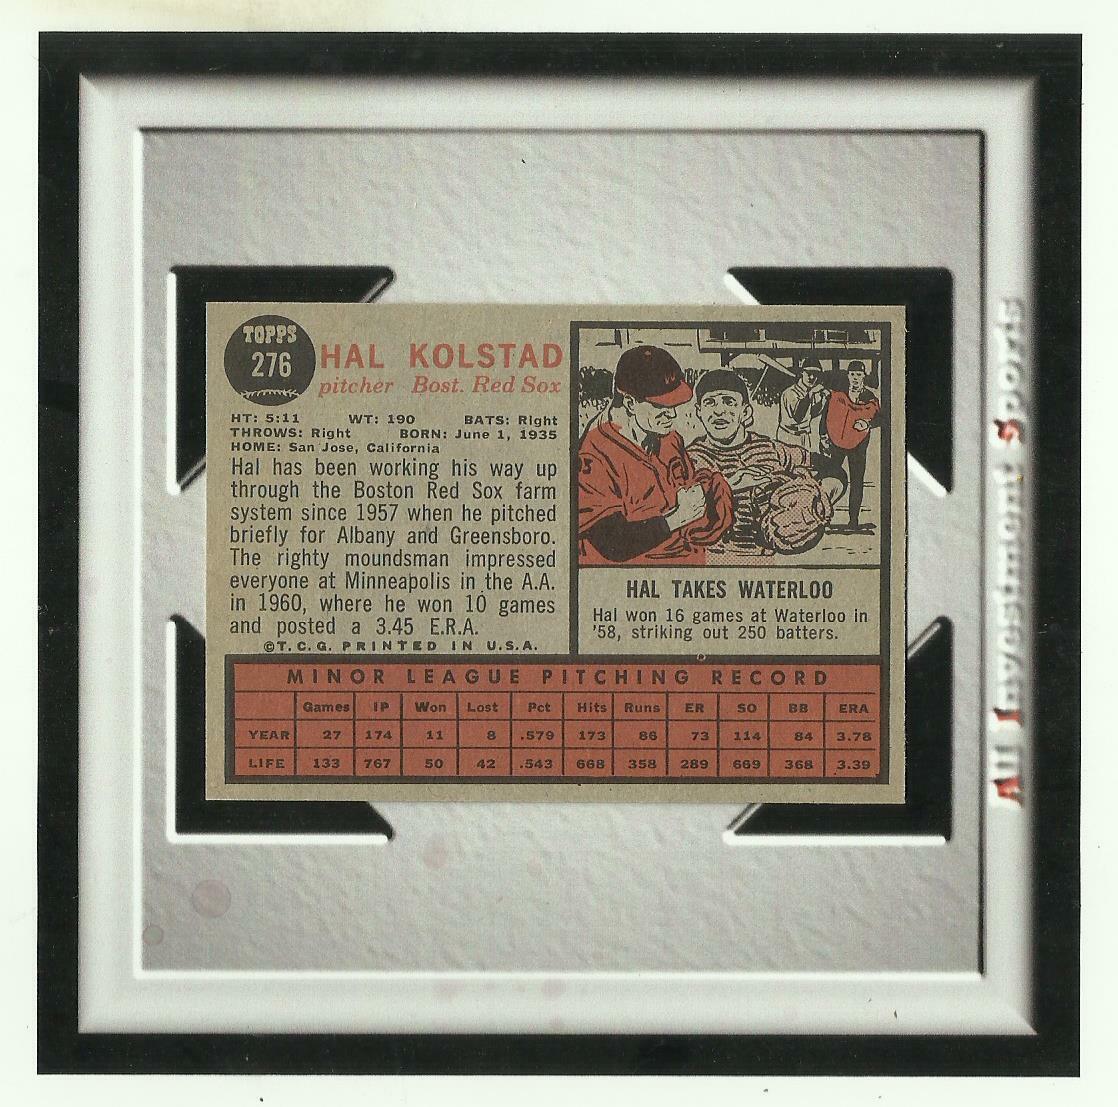 TOPPS
276
HAL KOLSTAD
pitcher Bost. Red Sox
HT: 5:11 WT: 190 BATS: Right
THROWS: Right BORN: June 1, 1935
HOME: San Jose, California
Hal has been working his way up
through the Boston Red Sox farm
system since 1957 when he pitched
briefly for Albany and Greensboro.
The righty moundsman impressed
everyone at Minneapolis in the A.A.
in 1960, where he won 10 games
and posted a 3.45 E.R.A.
©T.C.G. PRINTED IN U.S.A.
W
HAL TAKES WATERLOO
Hal won 16 games at Waterloo in
'58, striking out 250 batters.
MINOR LEAGUE PITCHING RECORD
Games IP Won Lost Pct Hits Runs ER SO BB ERA
YEAR 27 174 11 8 .579 173 86 73 114 84 3.78
LIFE 133 767 50 42 .543 668 358 289 669 368 3.39
All Investment Sports